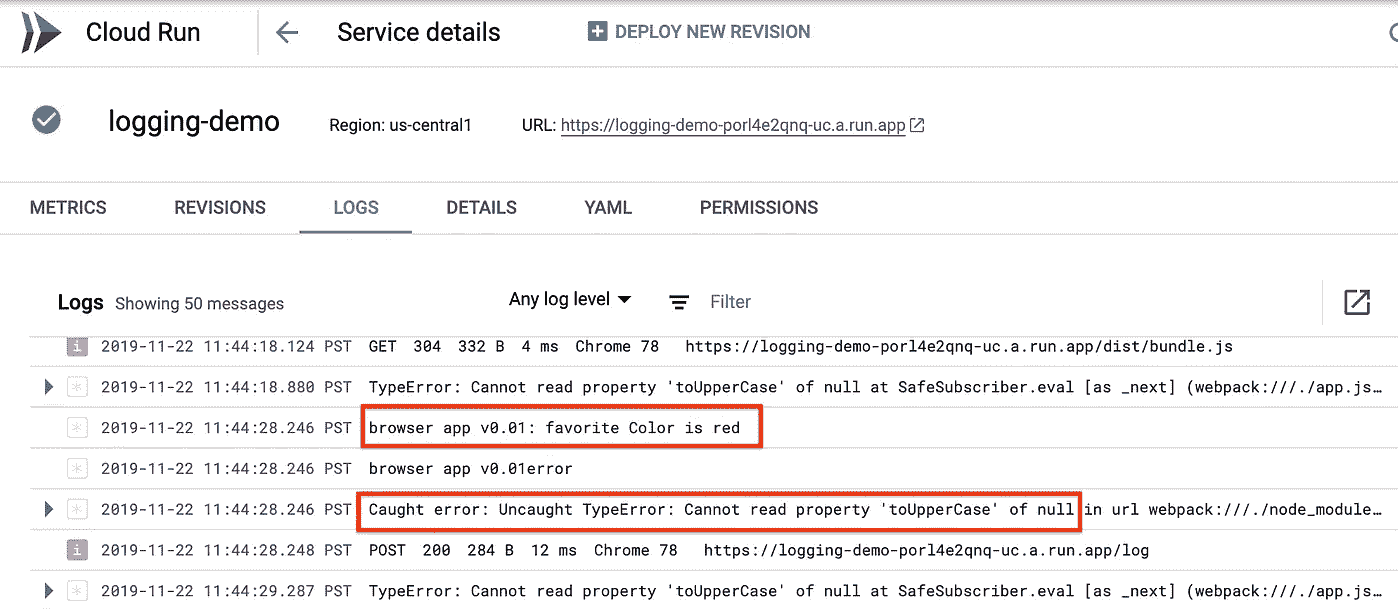 Cloud Run Service details DEPLOY NEW REVISION
logging-demo Region: us-central1 URL: https://logging-demo-porl4e2qnq-uc.a.run.app
METRICS REVISIONS LOGS DETAILS YAML PERMISSIONS
Logs Showing 50 messages Any log level Filter
i 2019-11-22 11:44:18.124 PST GET 304 332 B 4 ms Chrome 78 https://logging-demo-porl4e2qnq-uc.a.run.app/dist/bundle.js
* 2019-11-22 11:44:18.880 PST TypeError: Cannot read property 'toUpperCase' of null at SafeSubscriber.eval [as _next] (webpack:///./app.js…
* 2019-11-22 11:44:28.246 PST browser app v0.01: favorite Color is red
* 2019-11-22 11:44:28.246 PST browser app v0.01error
* 2019-11-22 11:44:28.246 PST Caught error: Uncaught TypeError: Cannot read property 'toUpperCase' of null in url webpack:///./node_module…
i 2019-11-22 11:44:28.248 PST POST 200 284 B 12 ms Chrome 78 https://logging-demo-porl4e2qnq-uc.a.run.app/log
* 2019-11-22 11:44:29.287 PST TypeError: Cannot read property 'toUpperCase' of null at SafeSubscriber.eval [as _next] (webpack:///./app.js…